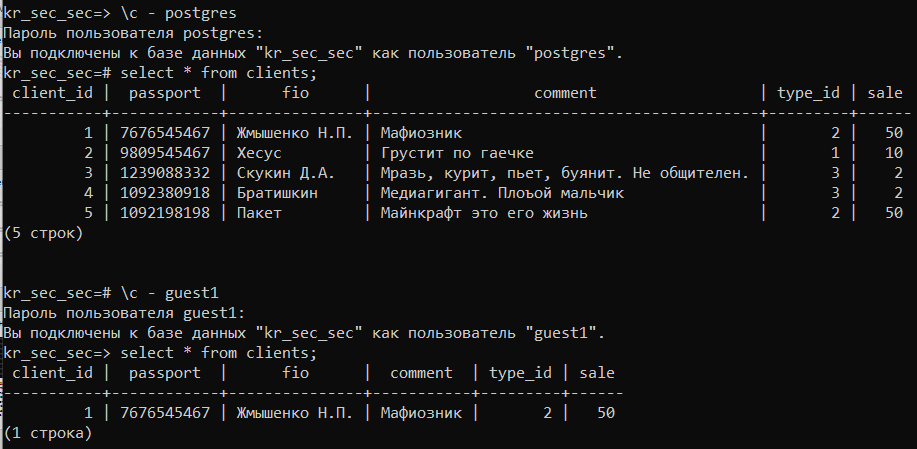 kr_sec_sec=> \c - postgres
Пароль пользователя postgres:
Вы подключены к базе данных "kr_sec_sec" как пользователь "postgres".
kr_sec_sec=# select * from clients;
 client_id |  passport  |      fio      |                    comment                     | type_id | sale
-----------+------------+---------------+------------------------------------------------+---------+------
         1 | 7676545467 | Жмышенко Н.П. | Мафиозник                                      |       2 |   50
         2 | 9809545467 | Хесус         | Грустит по гаечке                              |       1 |   10
         3 | 1239088332 | Скукин Д.А.   | Мразь, курит, пьет, буянит. Не общителен.      |       3 |    2
         4 | 1092380918 | Братишкин     | Медиагигант. Плоъой мальчик                    |       3 |    2
         5 | 1092198198 | Пакет         | Майнкрафт это его жизнь                        |       2 |   50
(5 строк)
kr_sec_sec=# \c - guest1
Пароль пользователя guest1:
Вы подключены к базе данных "kr_sec_sec" как пользователь "guest1".
kr_sec_sec=> select * from clients;
 client_id |  passport  |      fio      |  comment  | type_id | sale
-----------+------------+---------------+-----------+---------+------
         1 | 7676545467 | Жмышенко Н.П. | Мафиозник |       2 |   50
(1 строка)